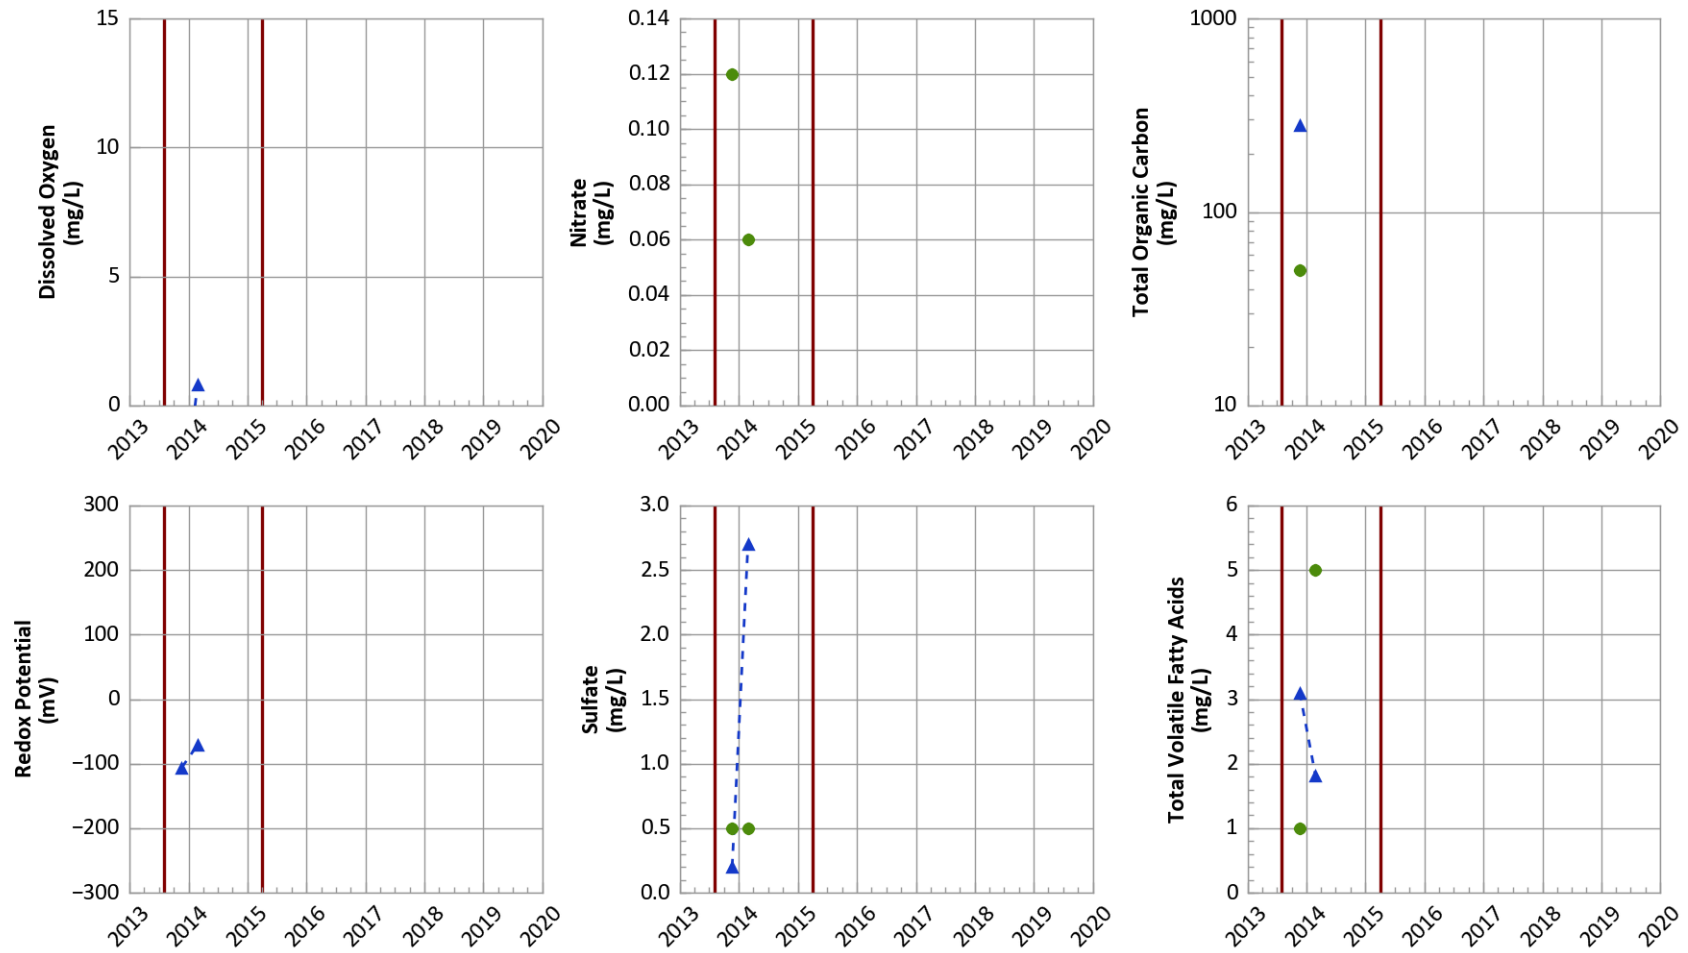 Dissolved Oxygen
(mg/L)
15
10
5
0
2013 2014 2015 2016 2017 2018 2019 2020
Nitrate
(mg/L)
0.14
0.12
0.10
0.08
0.06
0.04
0.02
0.00
2013 2014 2015 2016 2017 2018 2019 2020
Total Organic Carbon
(mg/L)
1000
100
10
2013 2014 2015 2016 2017 2018 2019 2020
Redox Potential
(mV)
300
200
100
0
−100
−200
−300
2013 2014 2015 2016 2017 2018 2019 2020
Sulfate
(mg/L)
3.0
2.5
2.0
1.5
1.0
0.5
0.0
2013 2014 2015 2016 2017 2018 2019 2020
Total Volatile Fatty Acids
(mg/L)
6
5
4
3
2
1
0
2013 2014 2015 2016 2017 2018 2019 2020